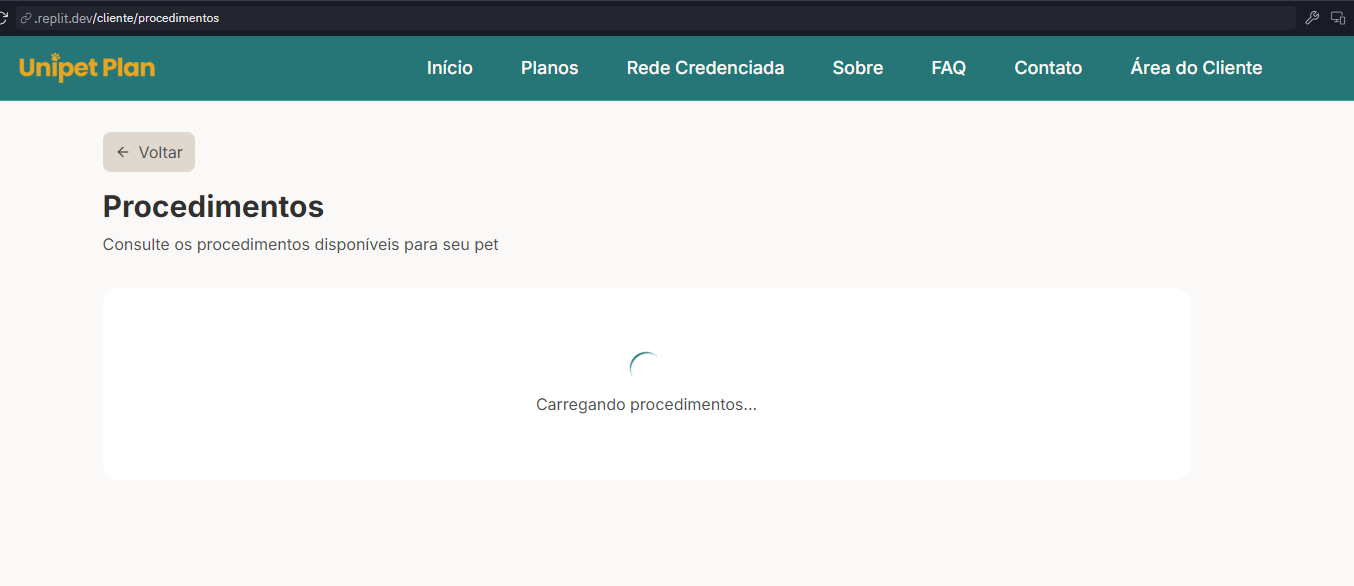 .replit.dev/cliente/procedimentos
Unipet Plan
Início
Planos
Rede Credenciada
Sobre
FAQ
Contato
Área do Cliente
Voltar
Procedimentos
Consulte os procedimentos disponíveis para seu pet
Carregando procedimentos...